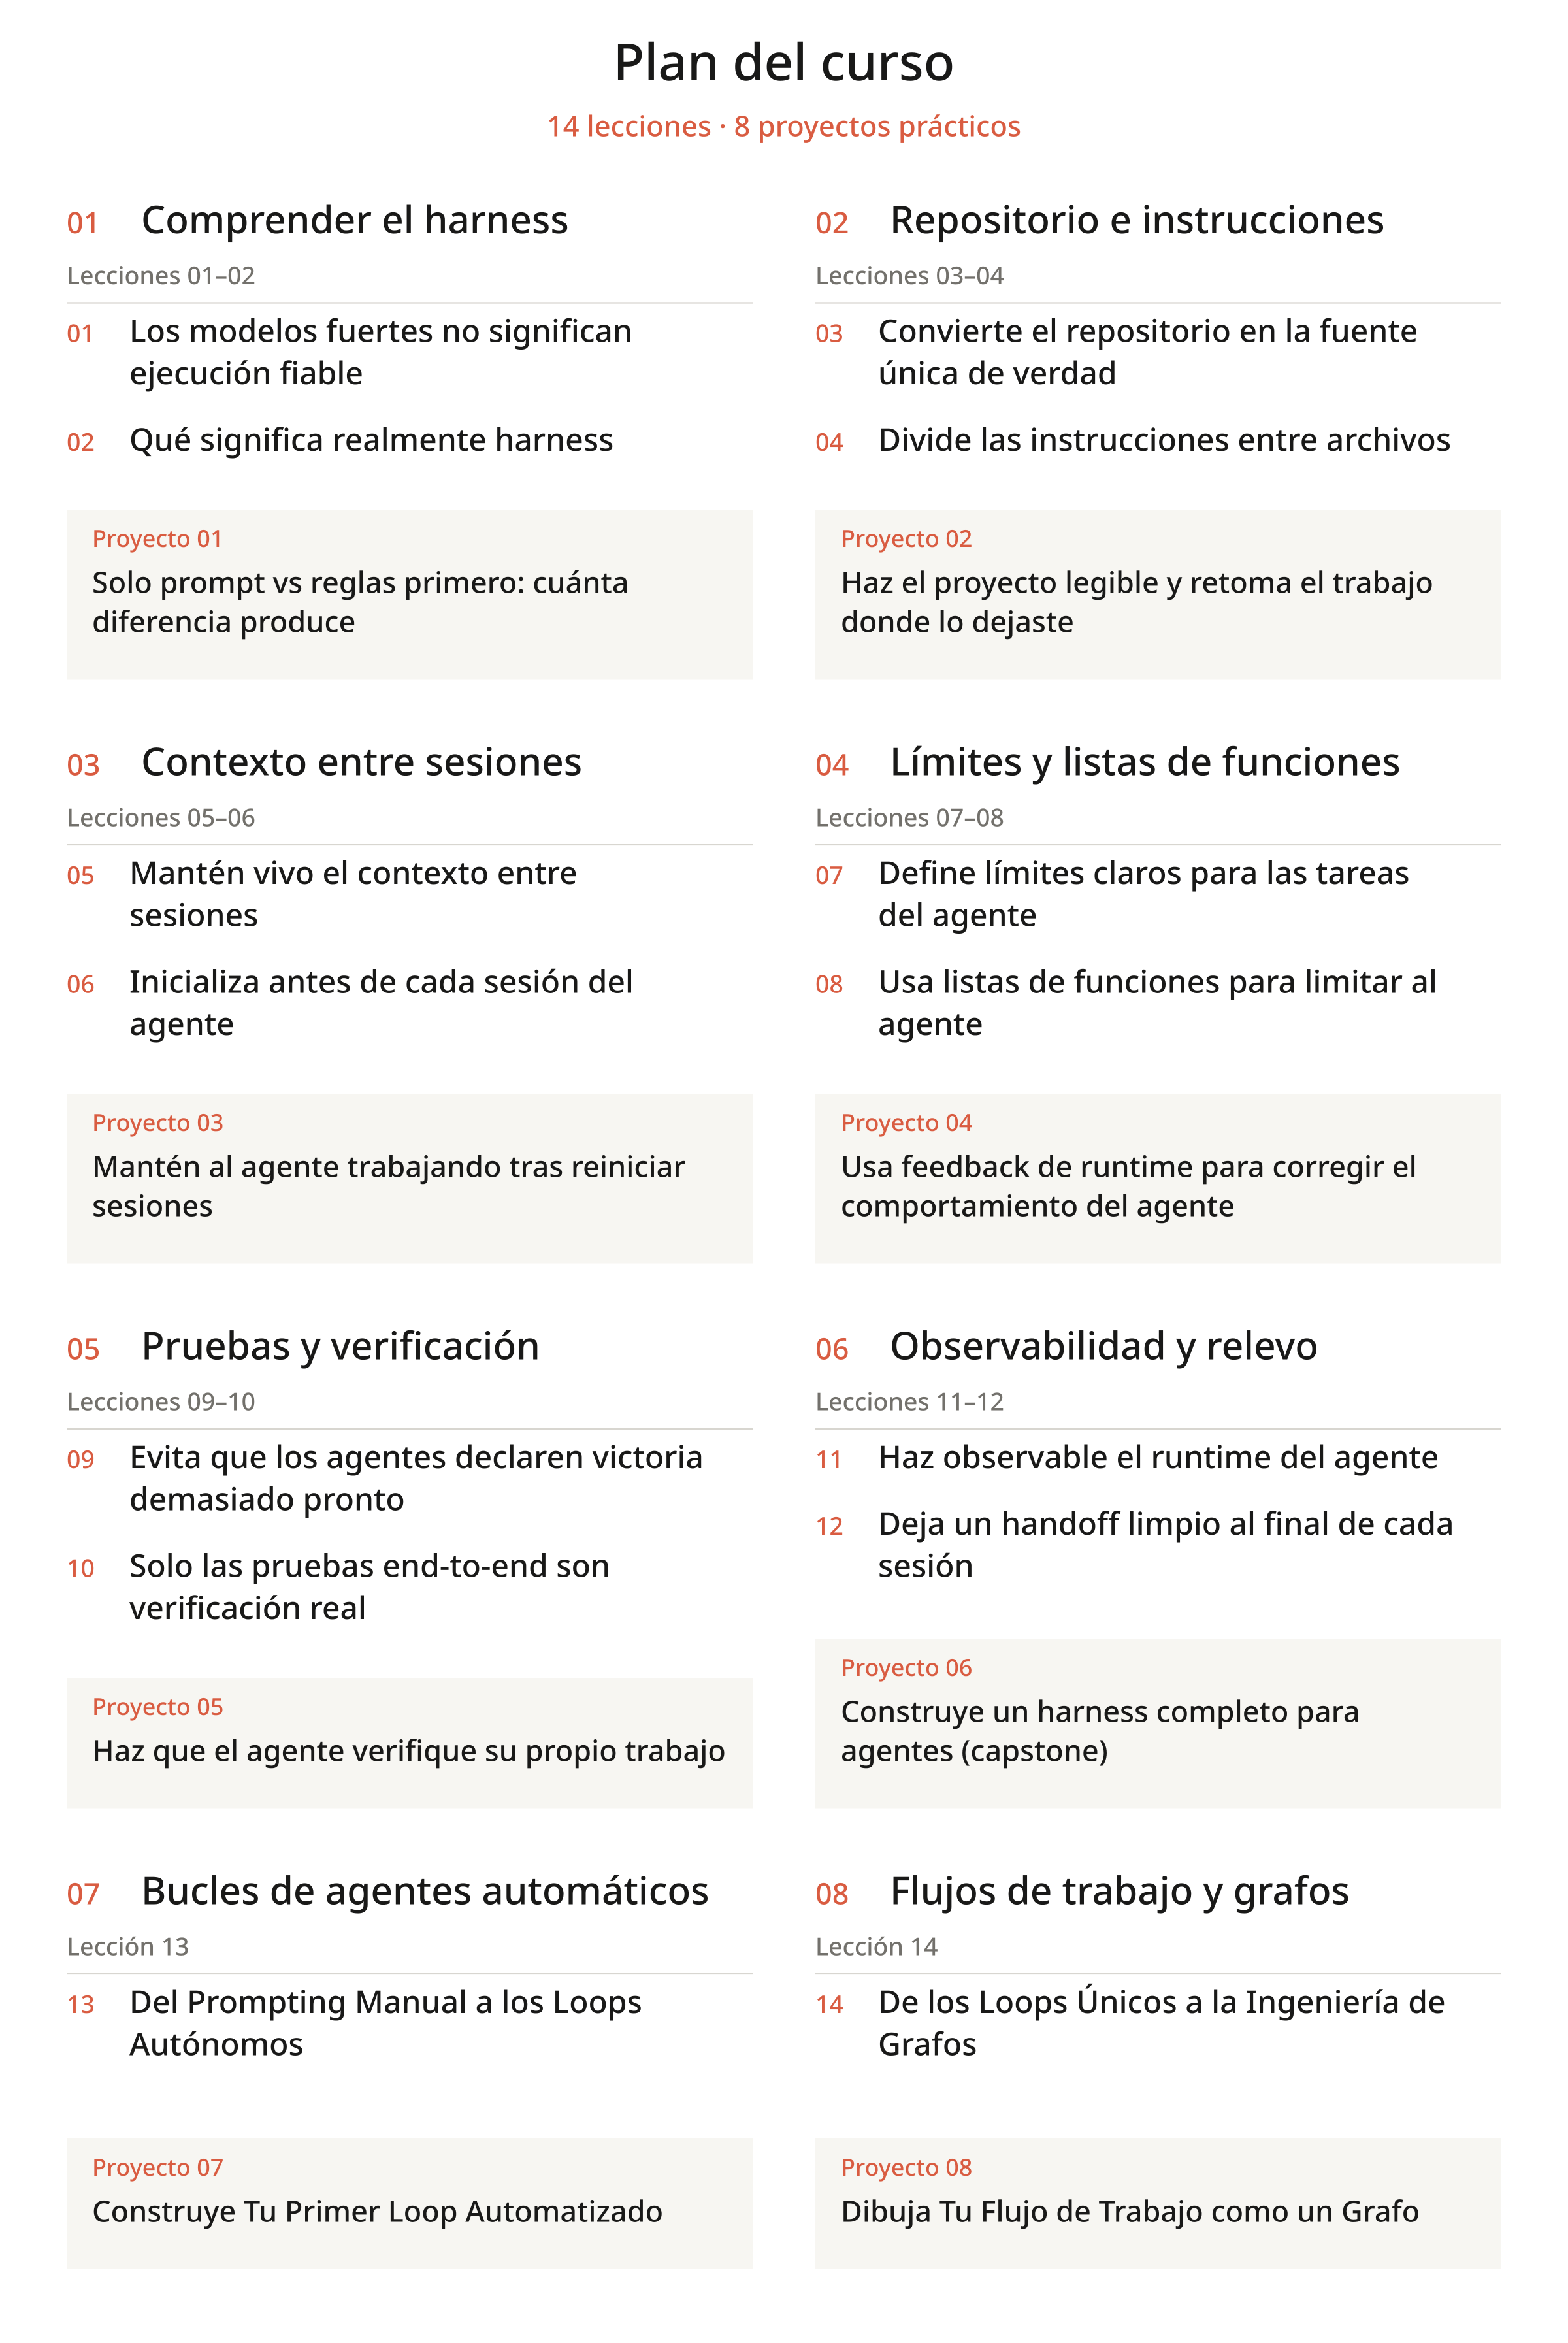 Plan del curso
14 lecciones · 8 proyectos prácticos
01 Comprender el harness
Lecciones 01–02
01 Los modelos fuertes no significan
ejecución fiable
02 Qué significa realmente harness
Proyecto 01
Solo prompt vs reglas primero: cuánta
diferencia produce
02 Repositorio e instrucciones
Lecciones 03–04
03 Convierte el repositorio en la fuente
única de verdad
04 Divide las instrucciones entre archivos
Proyecto 02
Haz el proyecto legible y retoma el trabajo
donde lo dejaste
03 Contexto entre sesiones
Lecciones 05–06
05 Mantén vivo el contexto entre
sesiones
06 Inicializa antes de cada sesión del
agente
Proyecto 03
Mantén al agente trabajando tras reiniciar
sesiones
04 Límites y listas de funciones
Lecciones 07–08
07 Define límites claros para las tareas
del agente
08 Usa listas de funciones para limitar al
agente
Proyecto 04
Usa feedback de runtime para corregir el
comportamiento del agente
05 Pruebas y verificación
Lecciones 09–10
09 Evita que los agentes declaren victoria
demasiado pronto
10 Solo las pruebas end-to-end son
verificación real
Proyecto 05
Haz que el agente verifique su propio trabajo
06 Observabilidad y relevo
Lecciones 11–12
11 Haz observable el runtime del agente
12 Deja un handoff limpio al final de cada
sesión
Proyecto 06
Construye un harness completo para
agentes (capstone)
07 Bucles de agentes automáticos
Lección 13
13 Del Prompting Manual a los Loops
Autónomos
Proyecto 07
Construye Tu Primer Loop Automatizado
08 Flujos de trabajo y grafos
Lección 14
14 De los Loops Únicos a la Ingeniería de
Grafos
Proyecto 08
Dibuja Tu Flujo de Trabajo como un Grafo